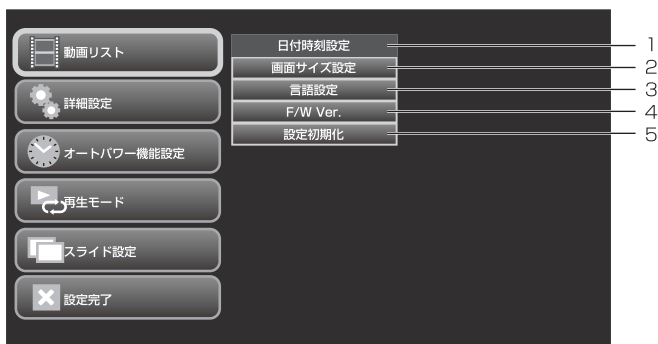 動画リスト
詳細設定
オートパワー機能設定
再生モード
スライド設定
設定完了
日付時刻設定 1
画面サイズ設定 2
言語設定 3
F/W Ver. 4
設定初期化 5